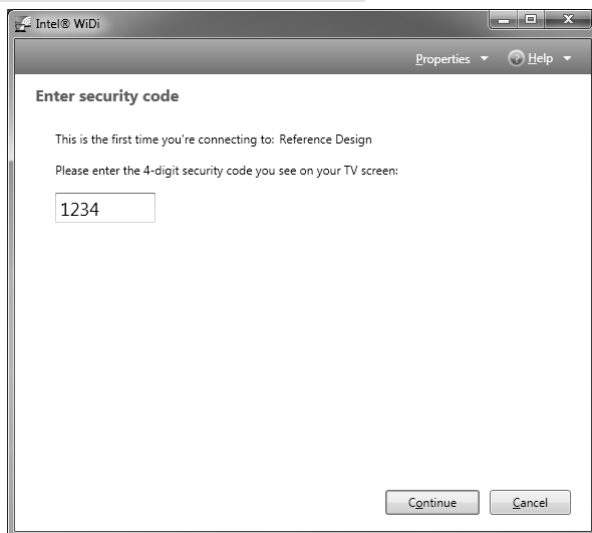 Intel® WiDi
Properties Help
Enter security code
This is the first time you're connecting to: Reference Design
Please enter the 4-digit security code you see on your TV screen:
1234
Continue Cancel